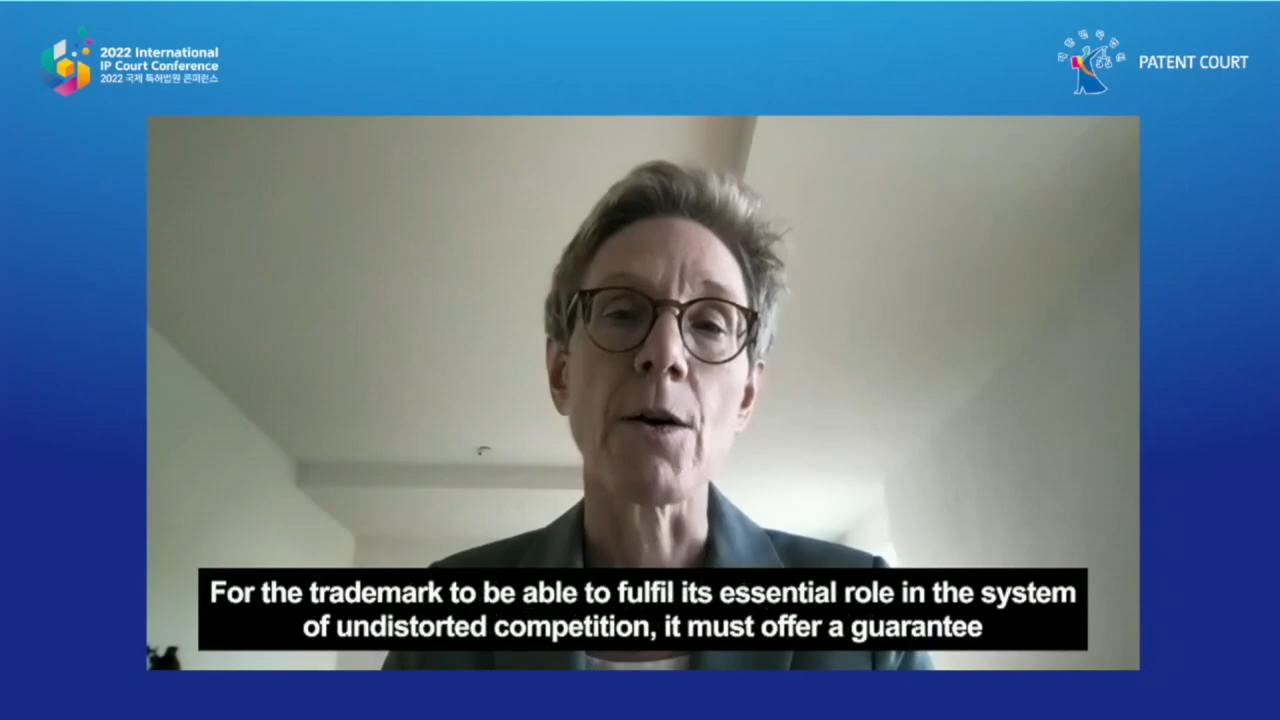 2022 International
IP Court Conference
2022 국제 특허법원 콘퍼런스
PATENT COURT
For the trademark to be able to fulfil its essential role in the system
of undistorted competition, it must offer a guarantee